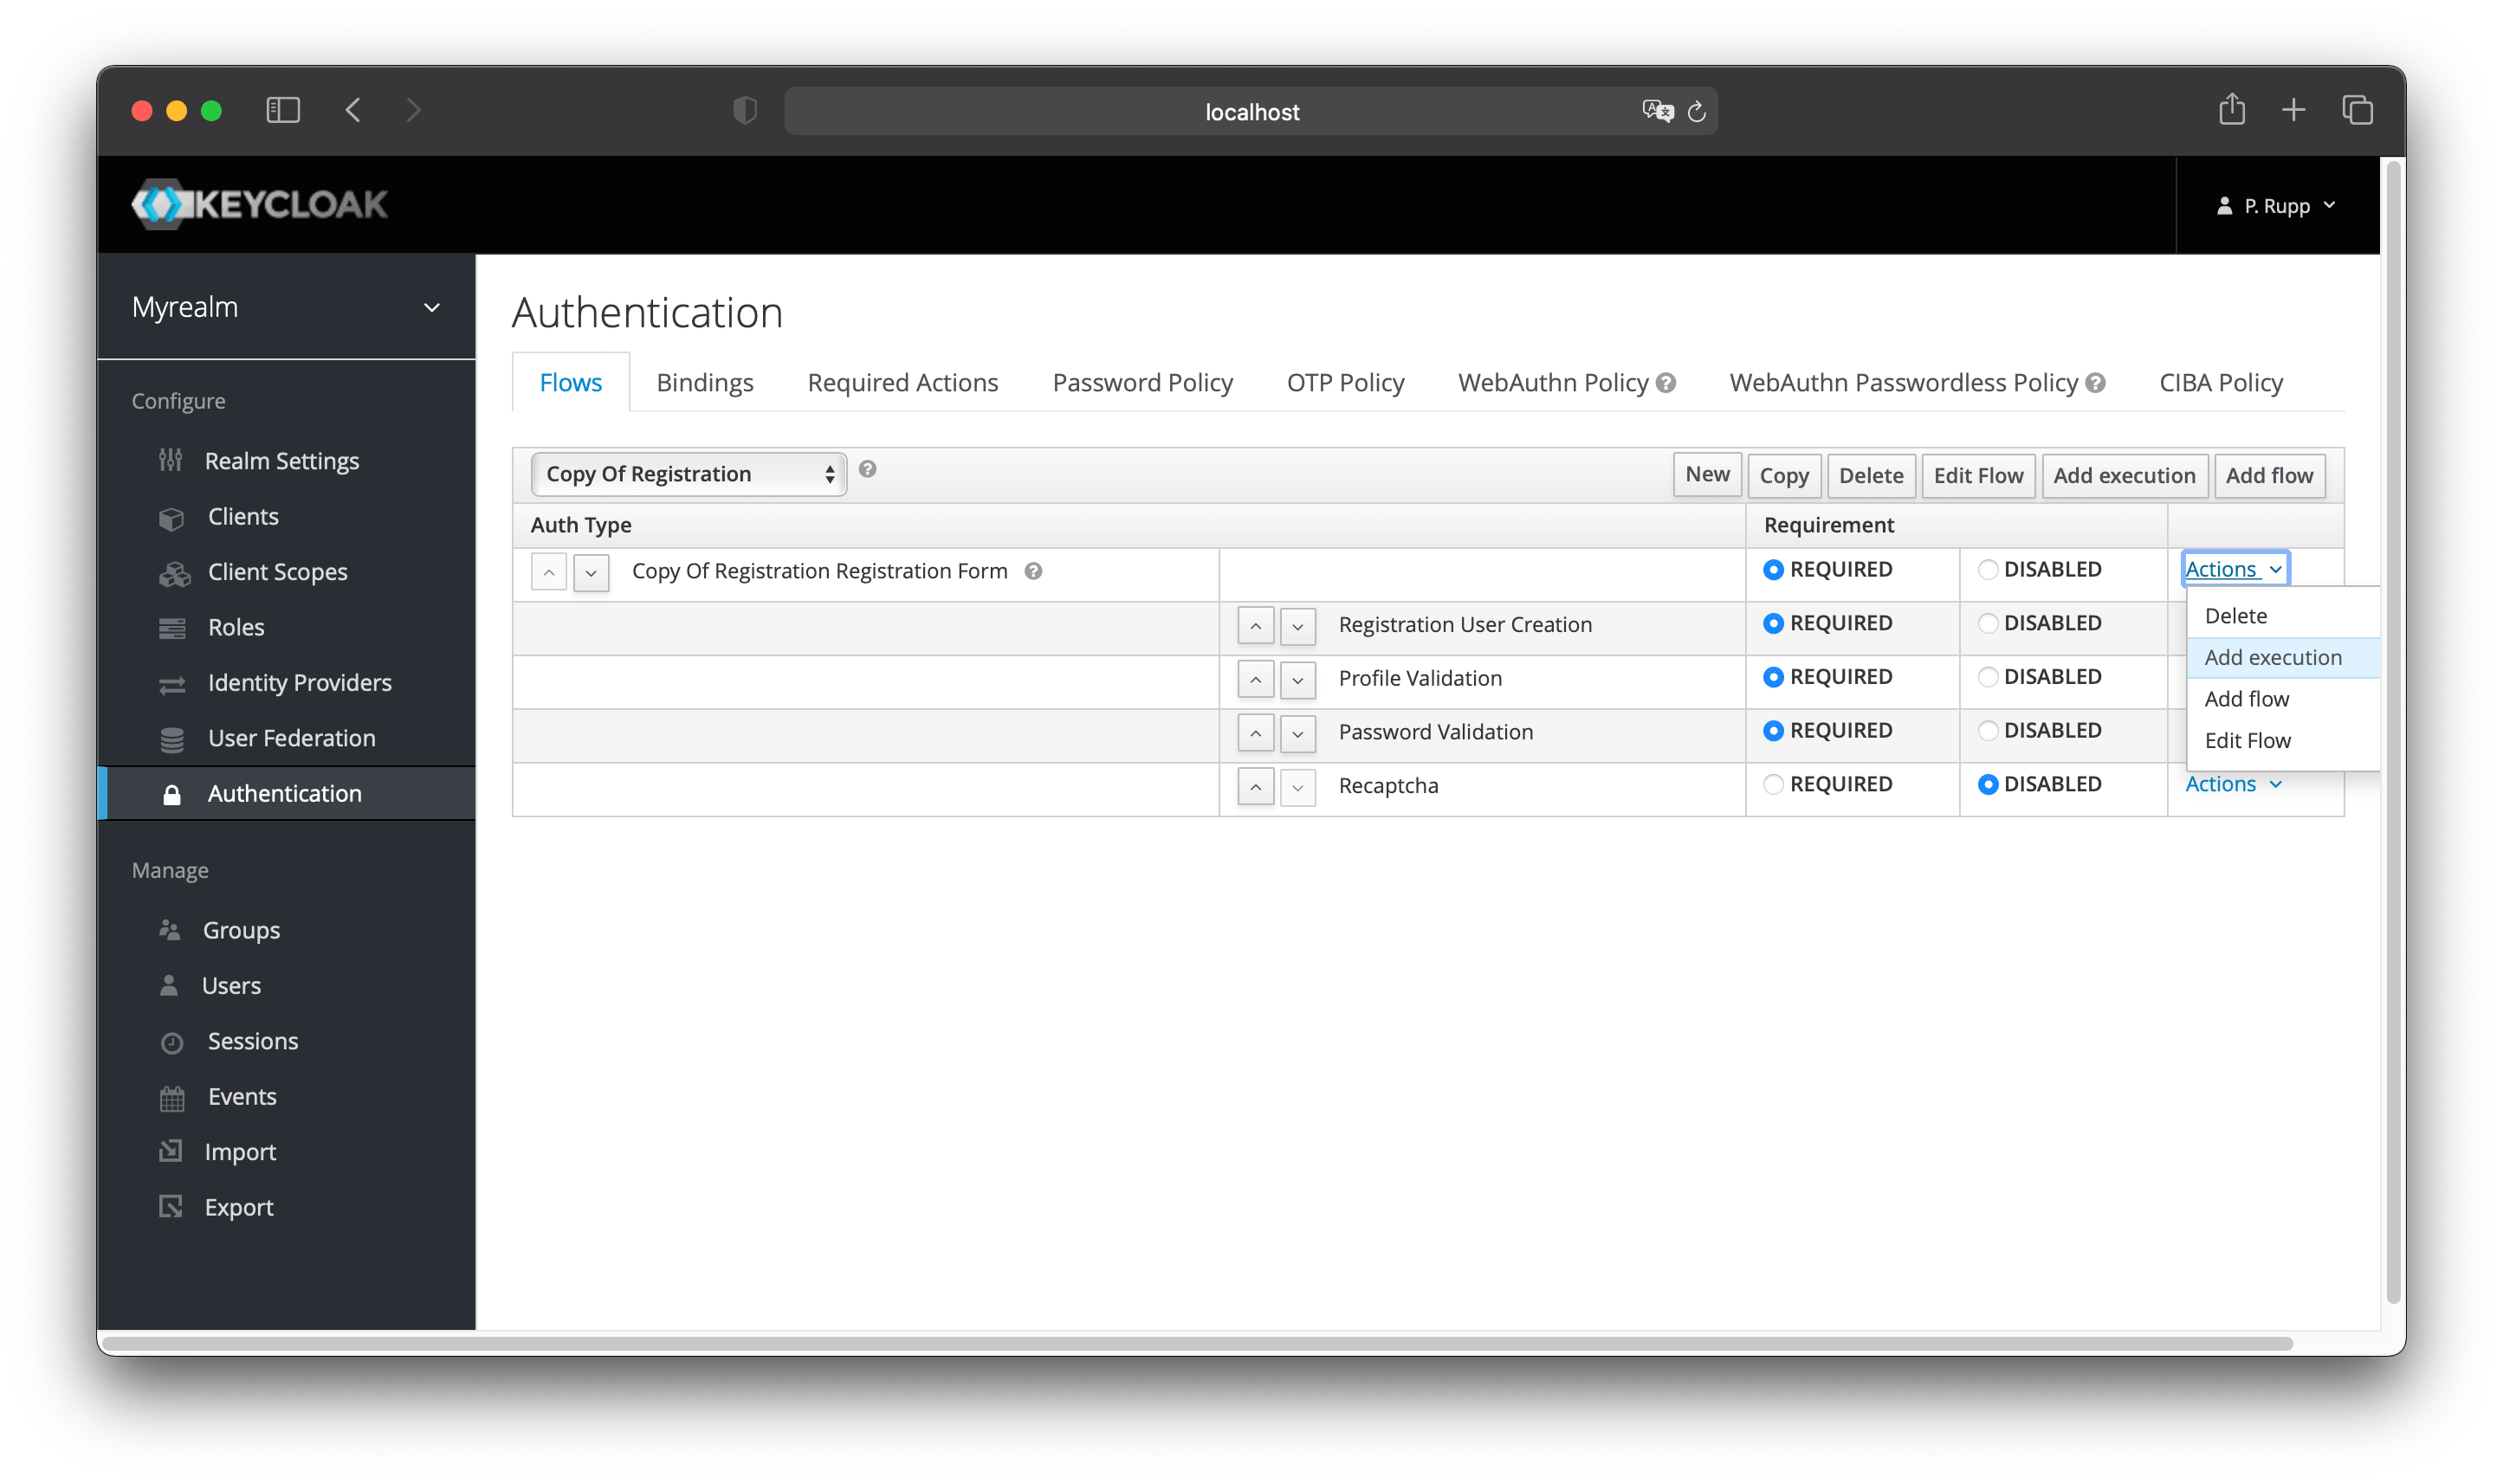 localhost
KEYCLOAK
P. Rupp
Myrealm
Configure
Realm Settings
Clients
Client Scopes
Roles
Identity Providers
User Federation
Authentication
Manage
Groups
Users
Sessions
Events
Import
Export
Authentication
Flows Bindings Required Actions Password Policy OTP Policy WebAuthn Policy WebAuthn Passwordless Policy CIBA Policy
Copy Of Registration New Copy Delete Edit Flow Add execution Add flow
Auth Type Requirement
Copy Of Registration Registration Form REQUIRED DISABLED Actions
Registration User Creation REQUIRED DISABLED
Profile Validation REQUIRED DISABLED
Password Validation REQUIRED DISABLED
Recaptcha REQUIRED DISABLED Actions
Delete
Add execution
Add flow
Edit Flow